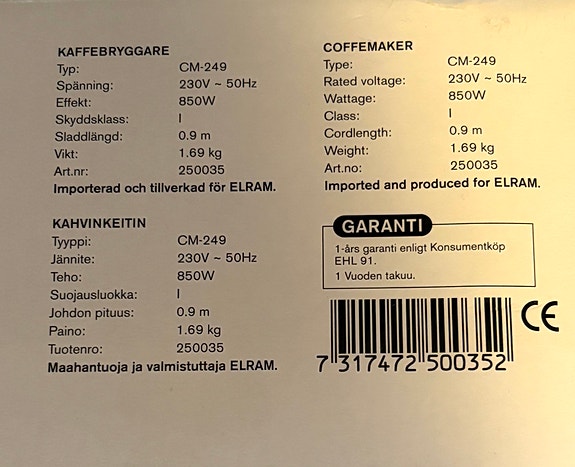 KAFFEBRYGGARE
Typ: CM-249
Spänning: 230V ~ 50Hz
Effekt: 850W
Skyddsklass: I
Sladdlängd: 0.9 m
Vikt: 1.69 kg
Art.nr: 250035
Importerad och tillverkad för ELRAM.
COFFEMAKER
Type: CM-249
Rated voltage: 230V ~ 50Hz
Wattage: 850W
Class: I
Cordlength: 0.9 m
Weight: 1.69 kg
Art.no: 250035
Imported and produced for ELRAM.
KAHVINKEITIN
Tyyppi: CM-249
Jännite: 230V ~ 50Hz
Teho: 850W
Suojausluokka: I
Johdon pituus: 0.9 m
Paino: 1.69 kg
Tuotenro: 250035
Maahantuoja ja valmistuttaja ELRAM.
GARANTI
1-års garanti enligt Konsumentköp
EHL 91.
1 Vuoden takuu.
CE
7 317472 500352